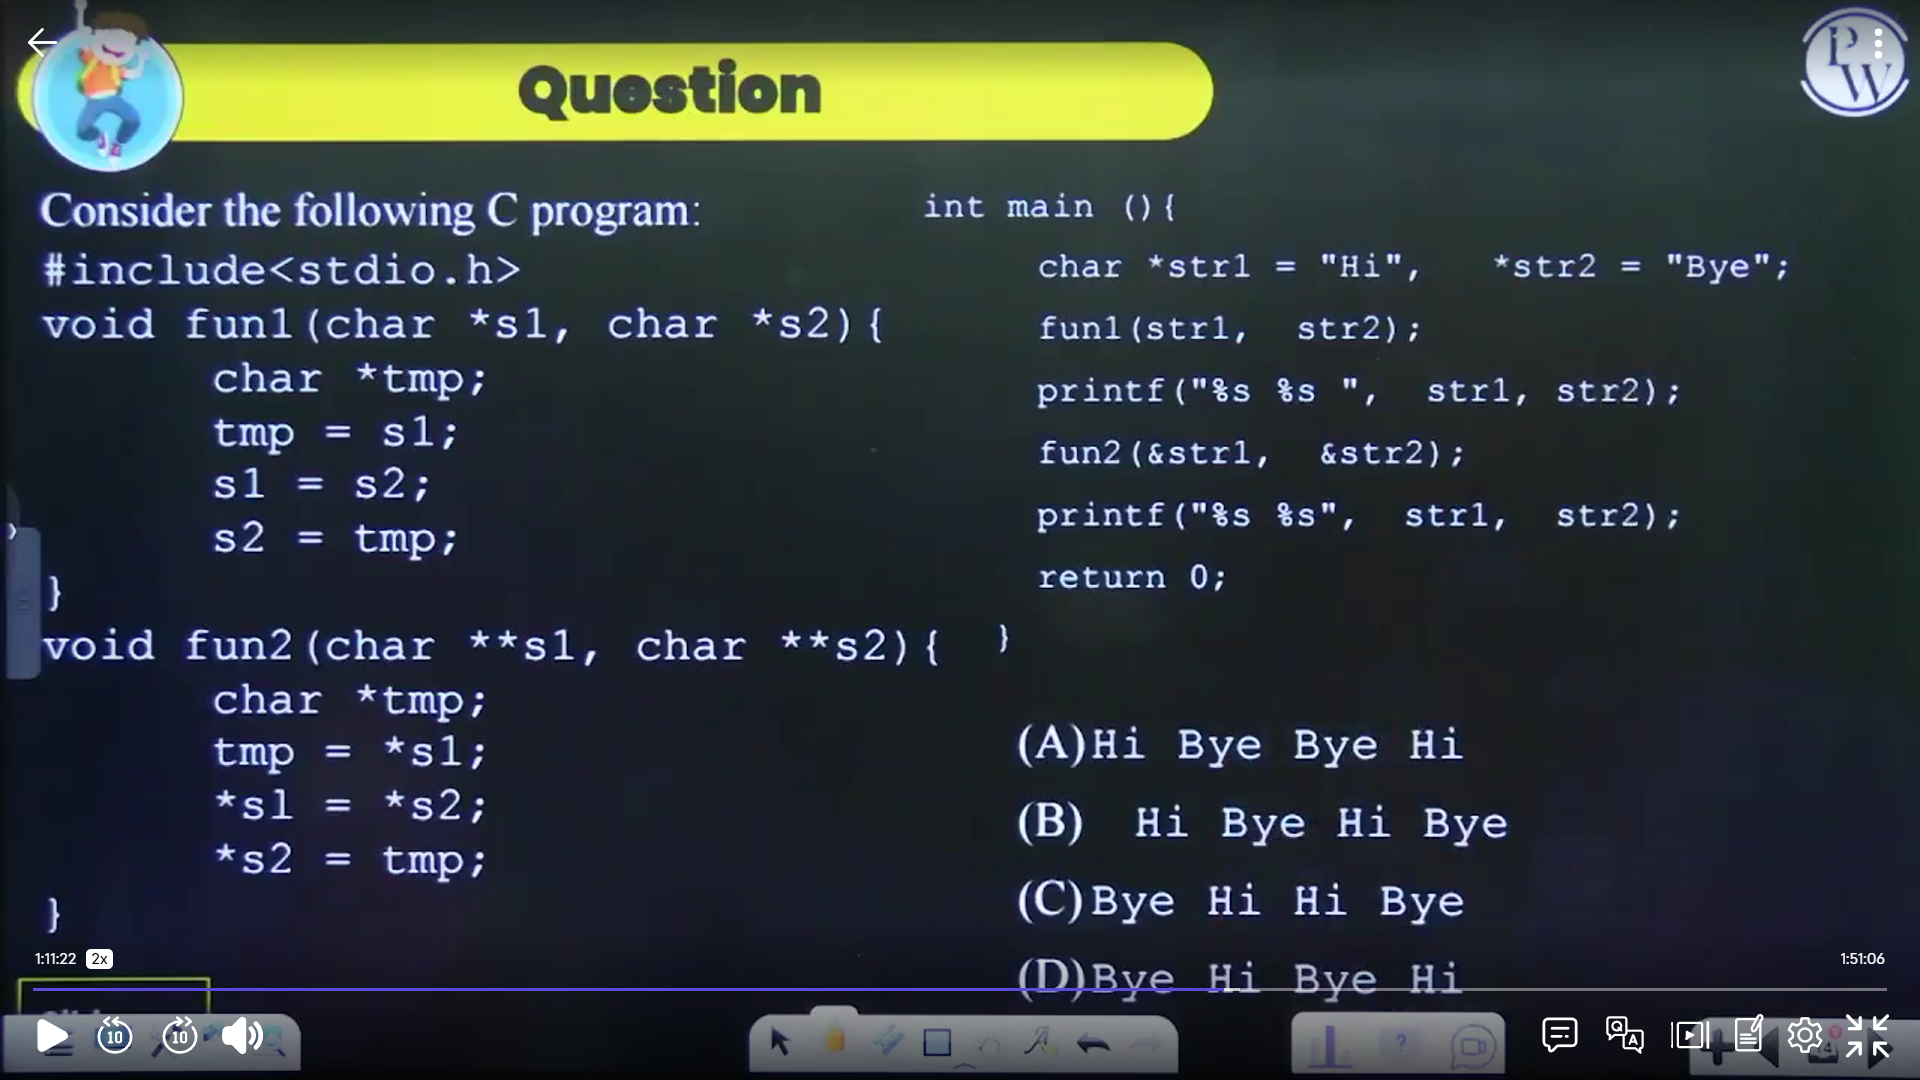 Question
PW
Consider the following C program:
#include<stdio.h>
void fun1(char *s1, char *s2){
char *tmp;
tmp = s1;
s1 = s2;
s2 = tmp;
}
void fun2(char **s1, char **s2){
char *tmp;
tmp = *s1;
*s1 = *s2;
*s2 = tmp;
}
int main (){
char *str1 = "Hi", *str2 = "Bye";
fun1(str1, str2);
printf("%s %s ", str1, str2);
fun2(&str1, &str2);
printf("%s %s", str1, str2);
return 0;
}
(A)Hi Bye Bye Hi
(B) Hi Bye Hi Bye
(C)Bye Hi Hi Bye
(D)Bye Hi Bye Hi
1:11:22 2x
1:51:06
10 10